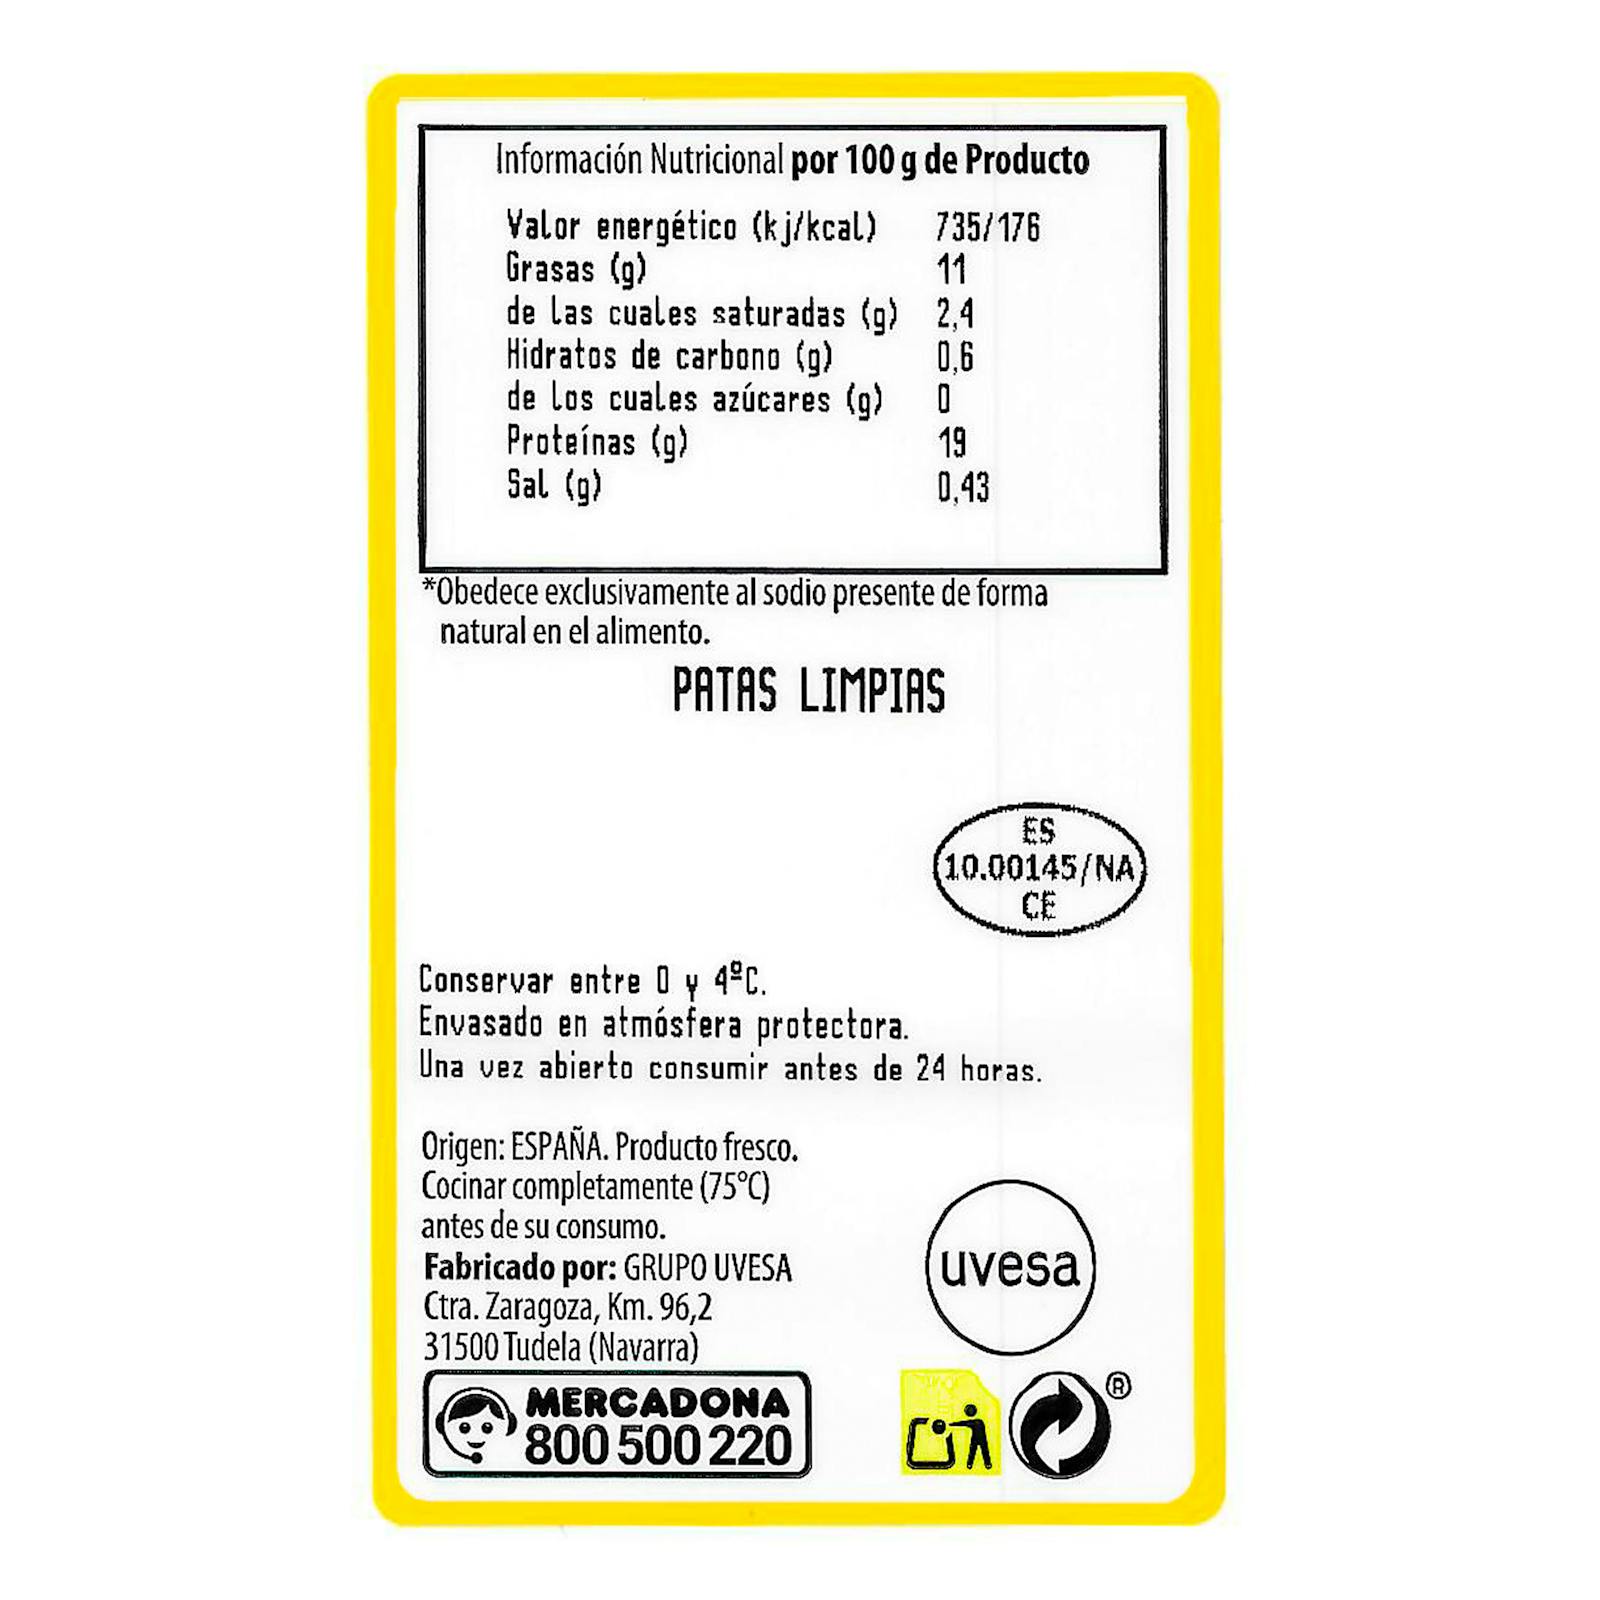 Información Nutricional por 100 g de Producto
Valor energético (kj/kcal) 735/176
Grasas (g) 11
de las cuales saturadas (g) 2,4
Hidratos de carbono (g) 0,6
de los cuales azúcares (g) 0
Proteínas (g) 19
Sal (g) 0,43
*Obedece exclusivamente al sodio presente de forma
natural en el alimento.
PATAS LIMPIAS
ES
10.00145/NA
CE
Conservar entre 0 y 4ºC.
Envasado en atmósfera protectora.
Una vez abierto consumir antes de 24 horas.
Origen: ESPAÑA. Producto fresco.
Cocinar completamente (75°C)
antes de su consumo.
Fabricado por: GRUPO UVESA
Ctra. Zaragoza, Km. 96,2
31500 Tudela (Navarra)
uvesa
MERCADONA
800 500 220
®